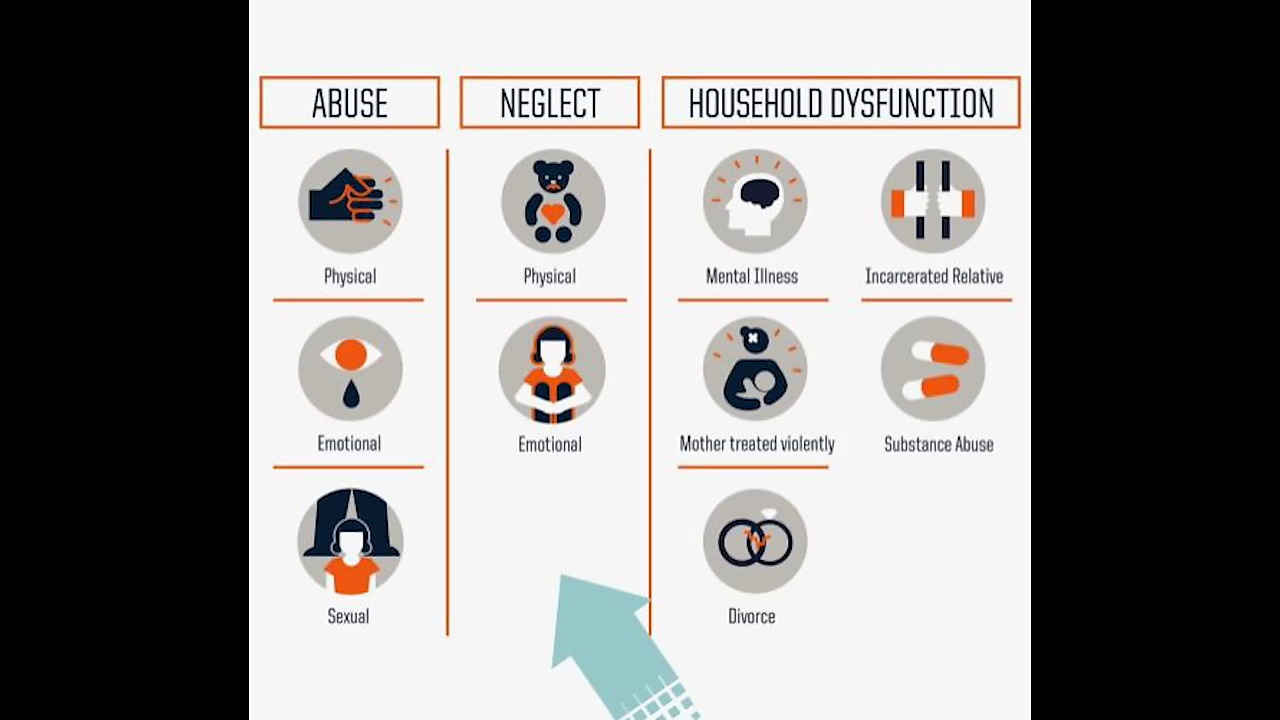 ABUSE
NEGLECT
HOUSEHOLD DYSFUNCTION
Physical
Physical
Mental Illness
Incarcerated Relative
Emotional
Emotional
Mother treated violently
Substance Abuse
Sexual
Divorce